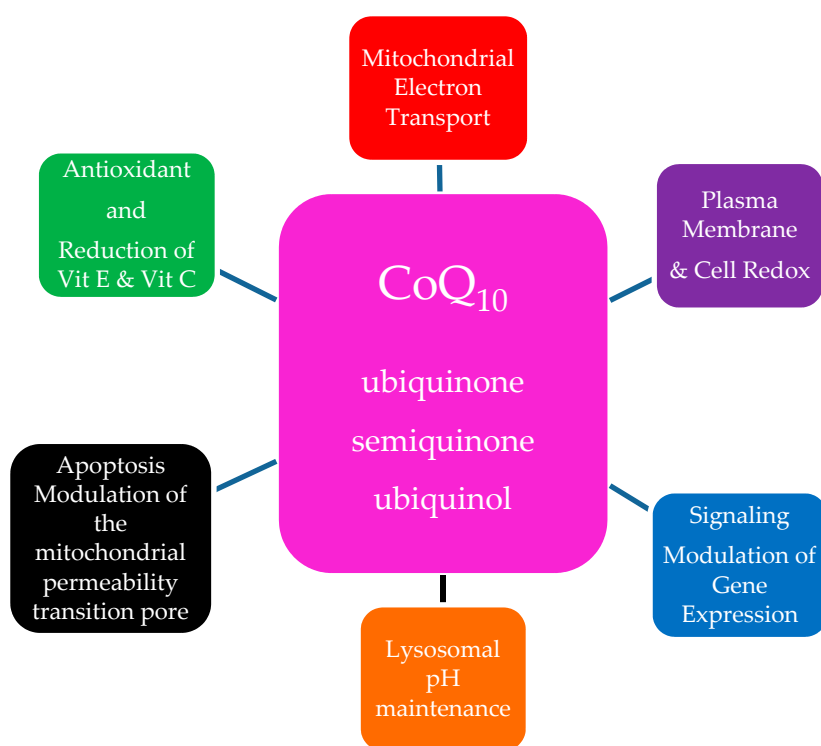 Mitochondrial
Electron
Transport
Antioxidant
and
Reduction of
Vit E & Vit C
Plasma
Membrane
& Cell Redox
CoQ₁₀
ubiquinone
semiquinone
ubiquinol
Apoptosis
Modulation of
the
mitochondrial
permeability
transition pore
Signaling
Modulation of
Gene
Expression
Lysosomal
pH
maintenance